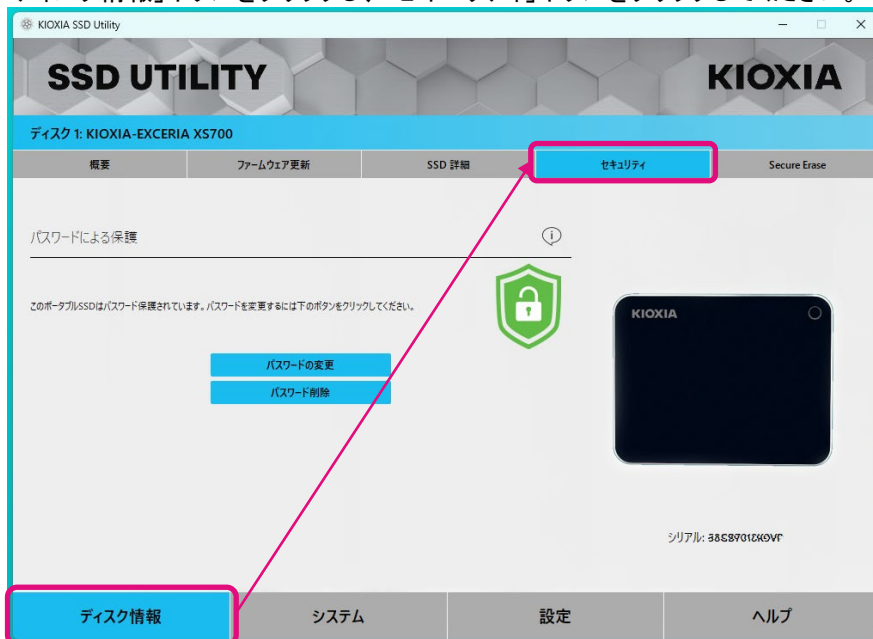 KIOXIA SSD Utility
SSD UTILITY
KIOXIA
ディスク 1: KIOXIA-EXCERIA XS700
概要
ファームウェア更新
SSD 詳細
セキュリティ
Secure Erase
パスワードによる保護
このポータブルSSDはパスワード保護されています。パスワードを変更するには下のボタンをクリックしてください。
パスワードの変更
パスワード削除
KIOXIA
シリアル:
ディスク情報
システム
設定
ヘルプ